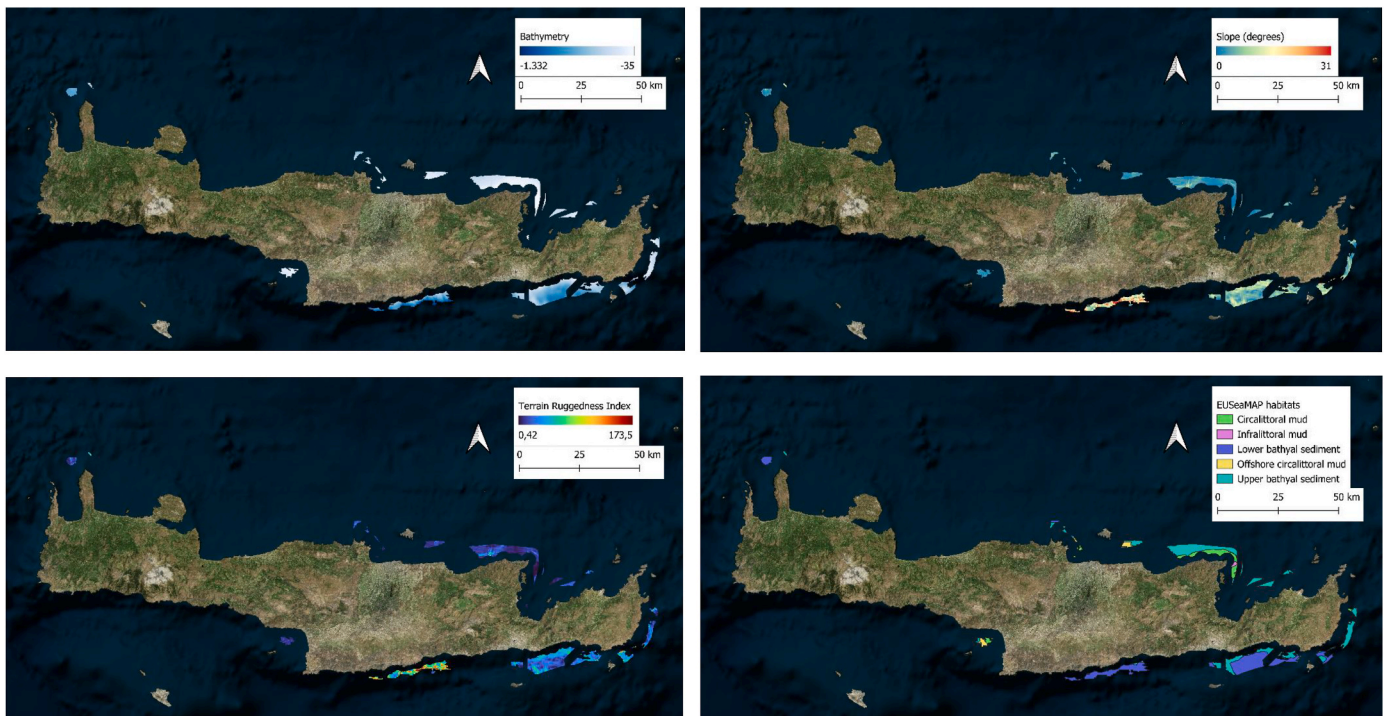 Bathymetry
-1.332 -35
0 25 50 km
Slope (degrees)
0 31
0 25 50 km
Terrain Ruggedness Index
0,42 173,5
0 25 50 km
EUSeaMAP habitats
Circalittoral mud
Infralittoral mud
Lower bathyal sediment
Offshore circalittoral mud
Upper bathyal sediment
0 25 50 km